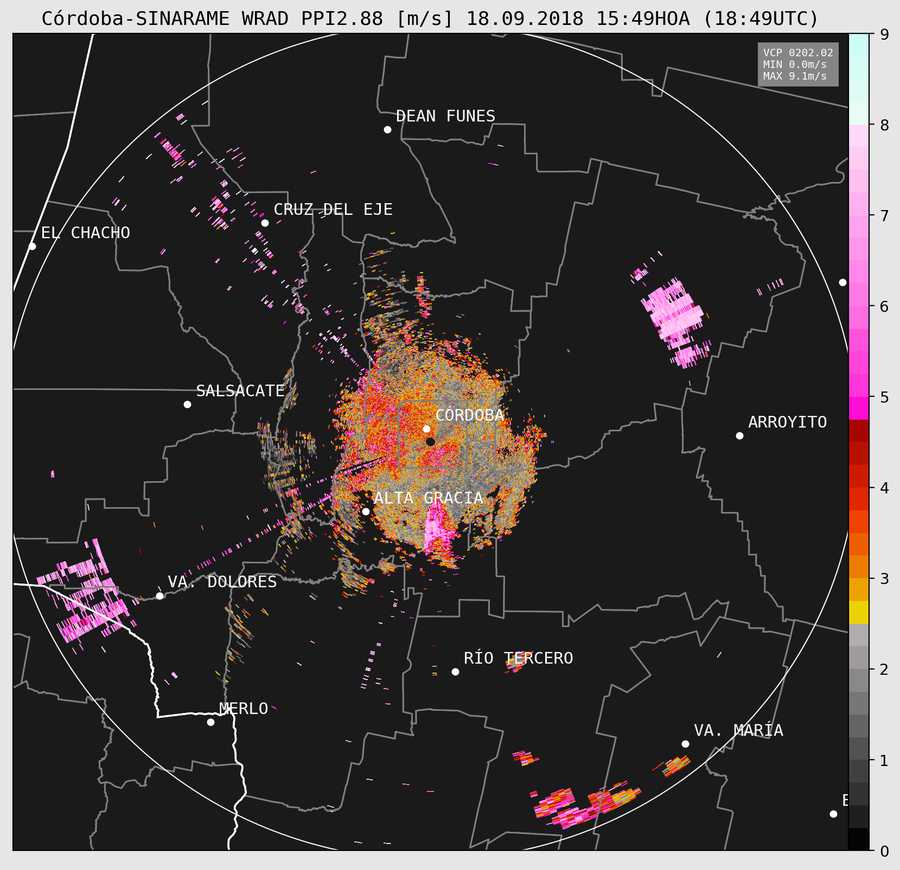 Córdoba-SINARAME WRAD PPI2.88 [m/s] 18.09.2018 15:49HOA (18:49UTC)
VCP 0202.02
MIN 0.0m/s
MAX 9.1m/s
9
8
7
6
5
4
3
2
1
0
DEAN FUNES
CRUZ DEL EJE
EL CHACHO
SALSACATE
CÓRDOBA
ARROYITO
ALTA GRACIA
VA. DOLORES
RÍO TERCERO
MERLO
VA. MARÍA